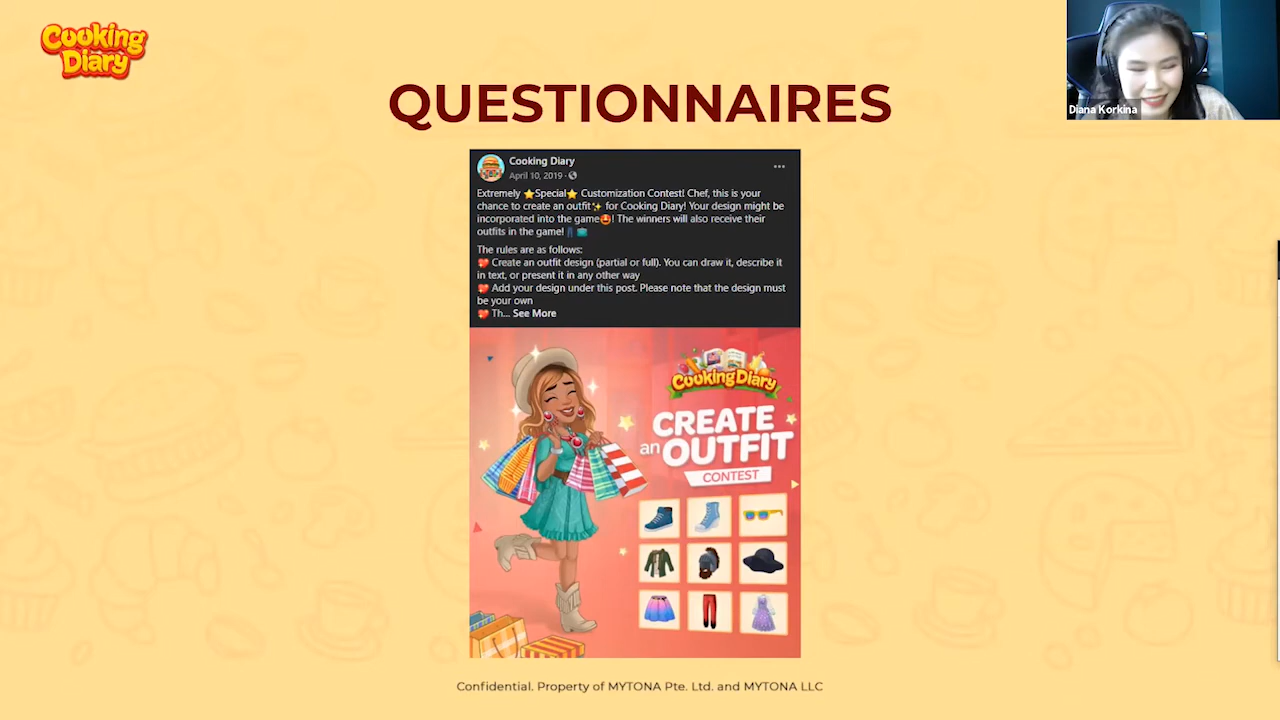 Cooking
Diary
QUESTIONNAIRES
Diana Korkina
Cooking Diary
April 10, 2019 ·
Extremely ⭐Special⭐ Customization Contest! Chef, this is your
chance to create an outfit✨ for Cooking Diary! Your design might be
incorporated into the game🤩! The winners will also receive their
outfits in the game!👖👛
The rules are as follows:
💖 Create an outfit design (partial or full). You can draw it, describe it
in text, or present it in any other way
💖 Add your design under this post. Please note that the design must
be your own
💖 Th... See More
Cooking Diary
CREATE
an OUTFIT
CONTEST
Confidential. Property of MYTONA Pte. Ltd. and MYTONA LLC